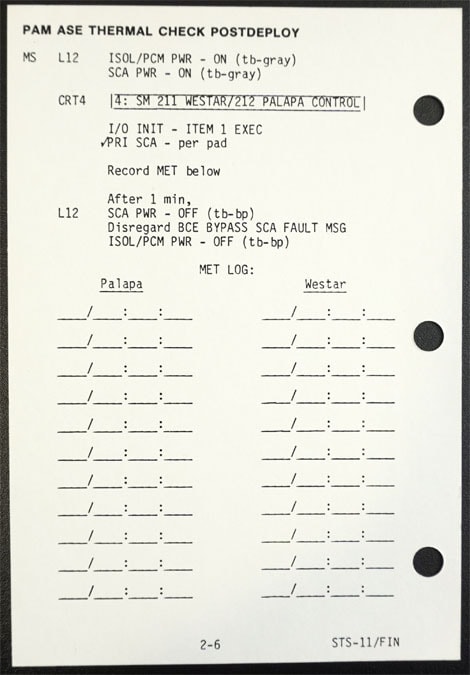 PAM ASE THERMAL CHECK POSTDEPLOY
MS L12 ISOL/PCM PWR - ON (tb-gray)
SCA PWR - ON (tb-gray)
CRT4 |4: SM 211 WESTAR/212 PALAPA CONTROL|
I/O INIT - ITEM 1 EXEC
✓PRI SCA - per pad
Record MET below
After 1 min,
L12 SCA PWR - OFF (tb-bp)
Disregard BCE BYPASS SCA FAULT MSG
ISOL/PCM PWR - OFF (tb-bp)
MET LOG:
Palapa Westar
___/___:___:___ ___/___:___:___
___/___:___:___ ___/___:___:___
___/___:___:___ ___/___:___:___
___/___:___:___ ___/___:___:___
___/___:___:___ ___/___:___:___
___/___:___:___ ___/___:___:___
___/___:___:___ ___/___:___:___
___/___:___:___ ___/___:___:___
___/___:___:___ ___/___:___:___
___/___:___:___ ___/___:___:___
___/___:___:___ ___/___:___:___
2-6 STS-11/FIN